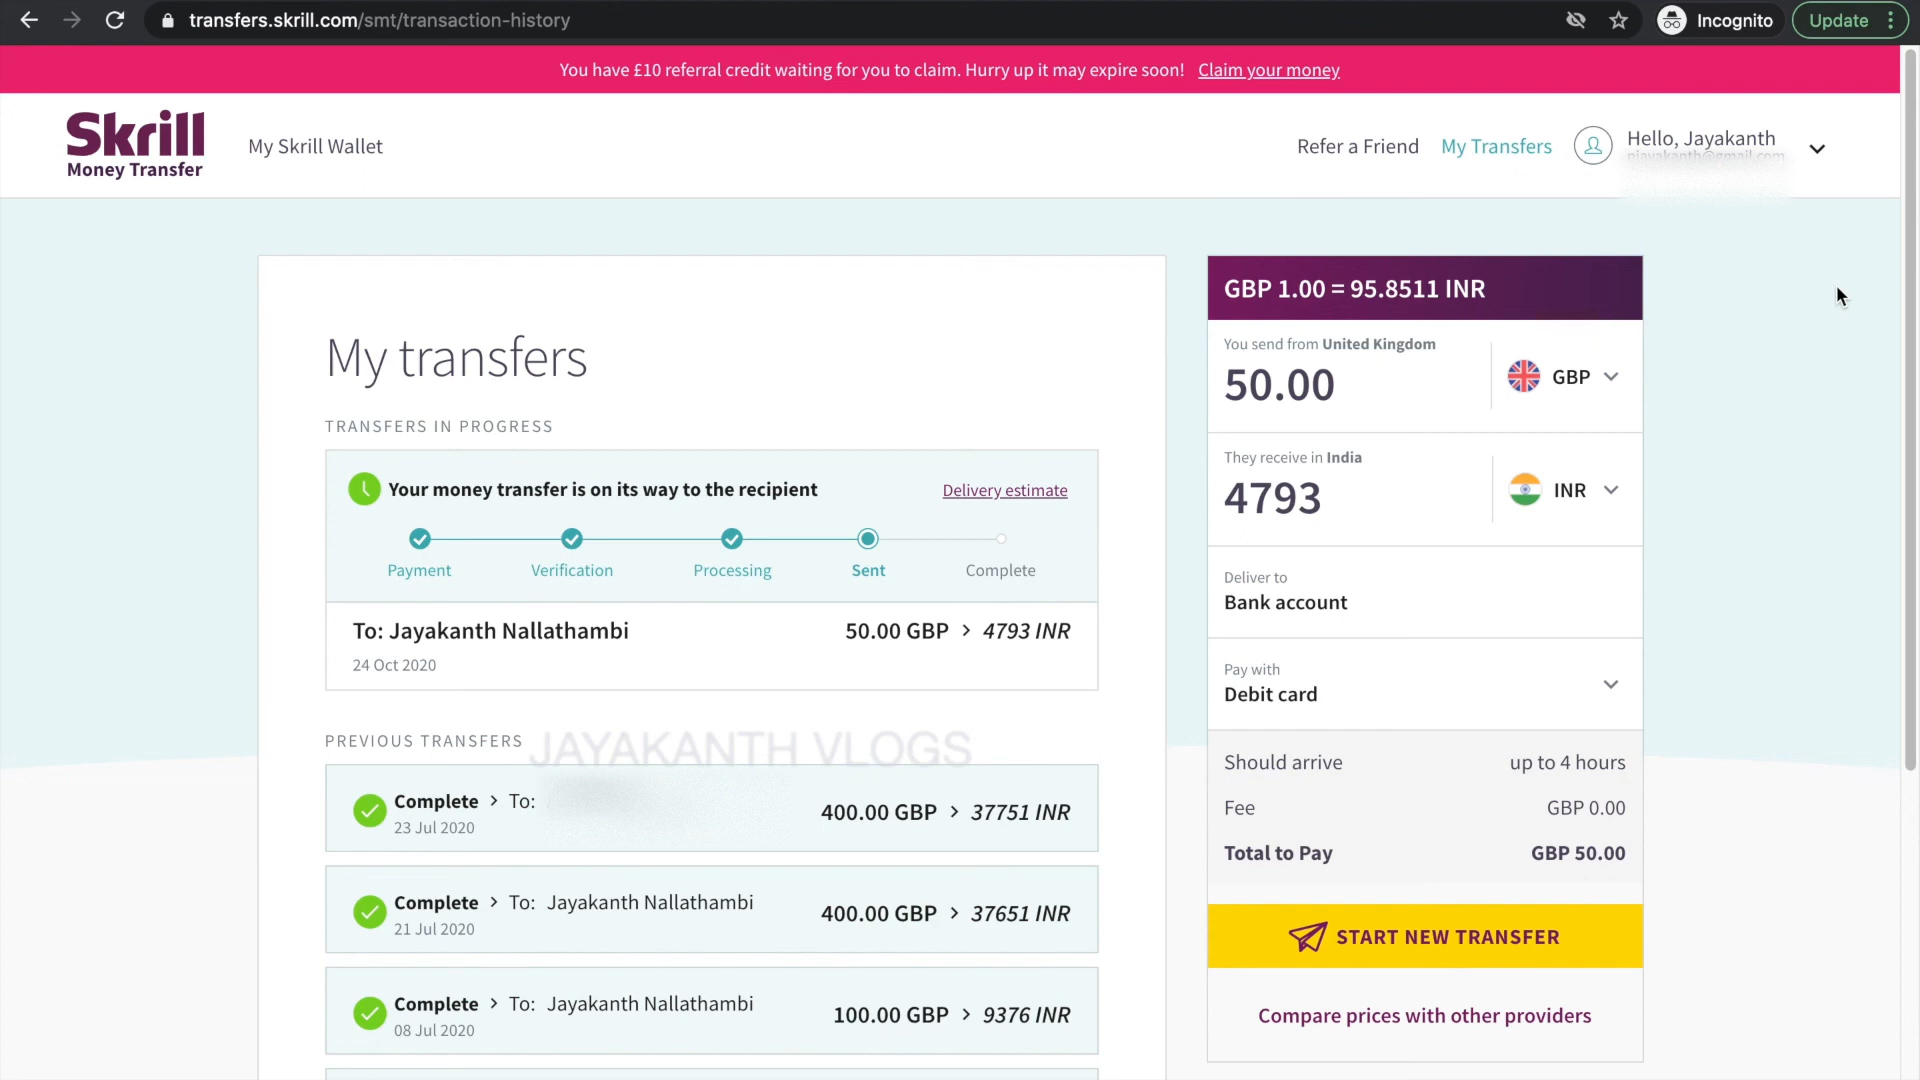 transfers.skrill.com/smt/transaction-history
Incognito
Update
You have £10 referral credit waiting for you to claim. Hurry up it may expire soon! Claim your money
Skrill
Money Transfer
My Skrill Wallet
Refer a Friend
My Transfers
Hello, Jayakanth
My transfers
TRANSFERS IN PROGRESS
Your money transfer is on its way to the recipient
Delivery estimate
Payment
Verification
Processing
Sent
Complete
To: Jayakanth Nallathambi
50.00 GBP > 4793 INR
24 Oct 2020
PREVIOUS TRANSFERS
JAYAKANTH VLOGS
Complete > To:
400.00 GBP > 37751 INR
23 Jul 2020
Complete > To: Jayakanth Nallathambi
400.00 GBP > 37651 INR
21 Jul 2020
Complete > To: Jayakanth Nallathambi
100.00 GBP > 9376 INR
08 Jul 2020
GBP 1.00 = 95.8511 INR
You send from United Kingdom
50.00
GBP
They receive in India
4793
INR
Deliver to
Bank account
Pay with
Debit card
Should arrive up to 4 hours
Fee GBP 0.00
Total to Pay GBP 50.00
START NEW TRANSFER
Compare prices with other providers